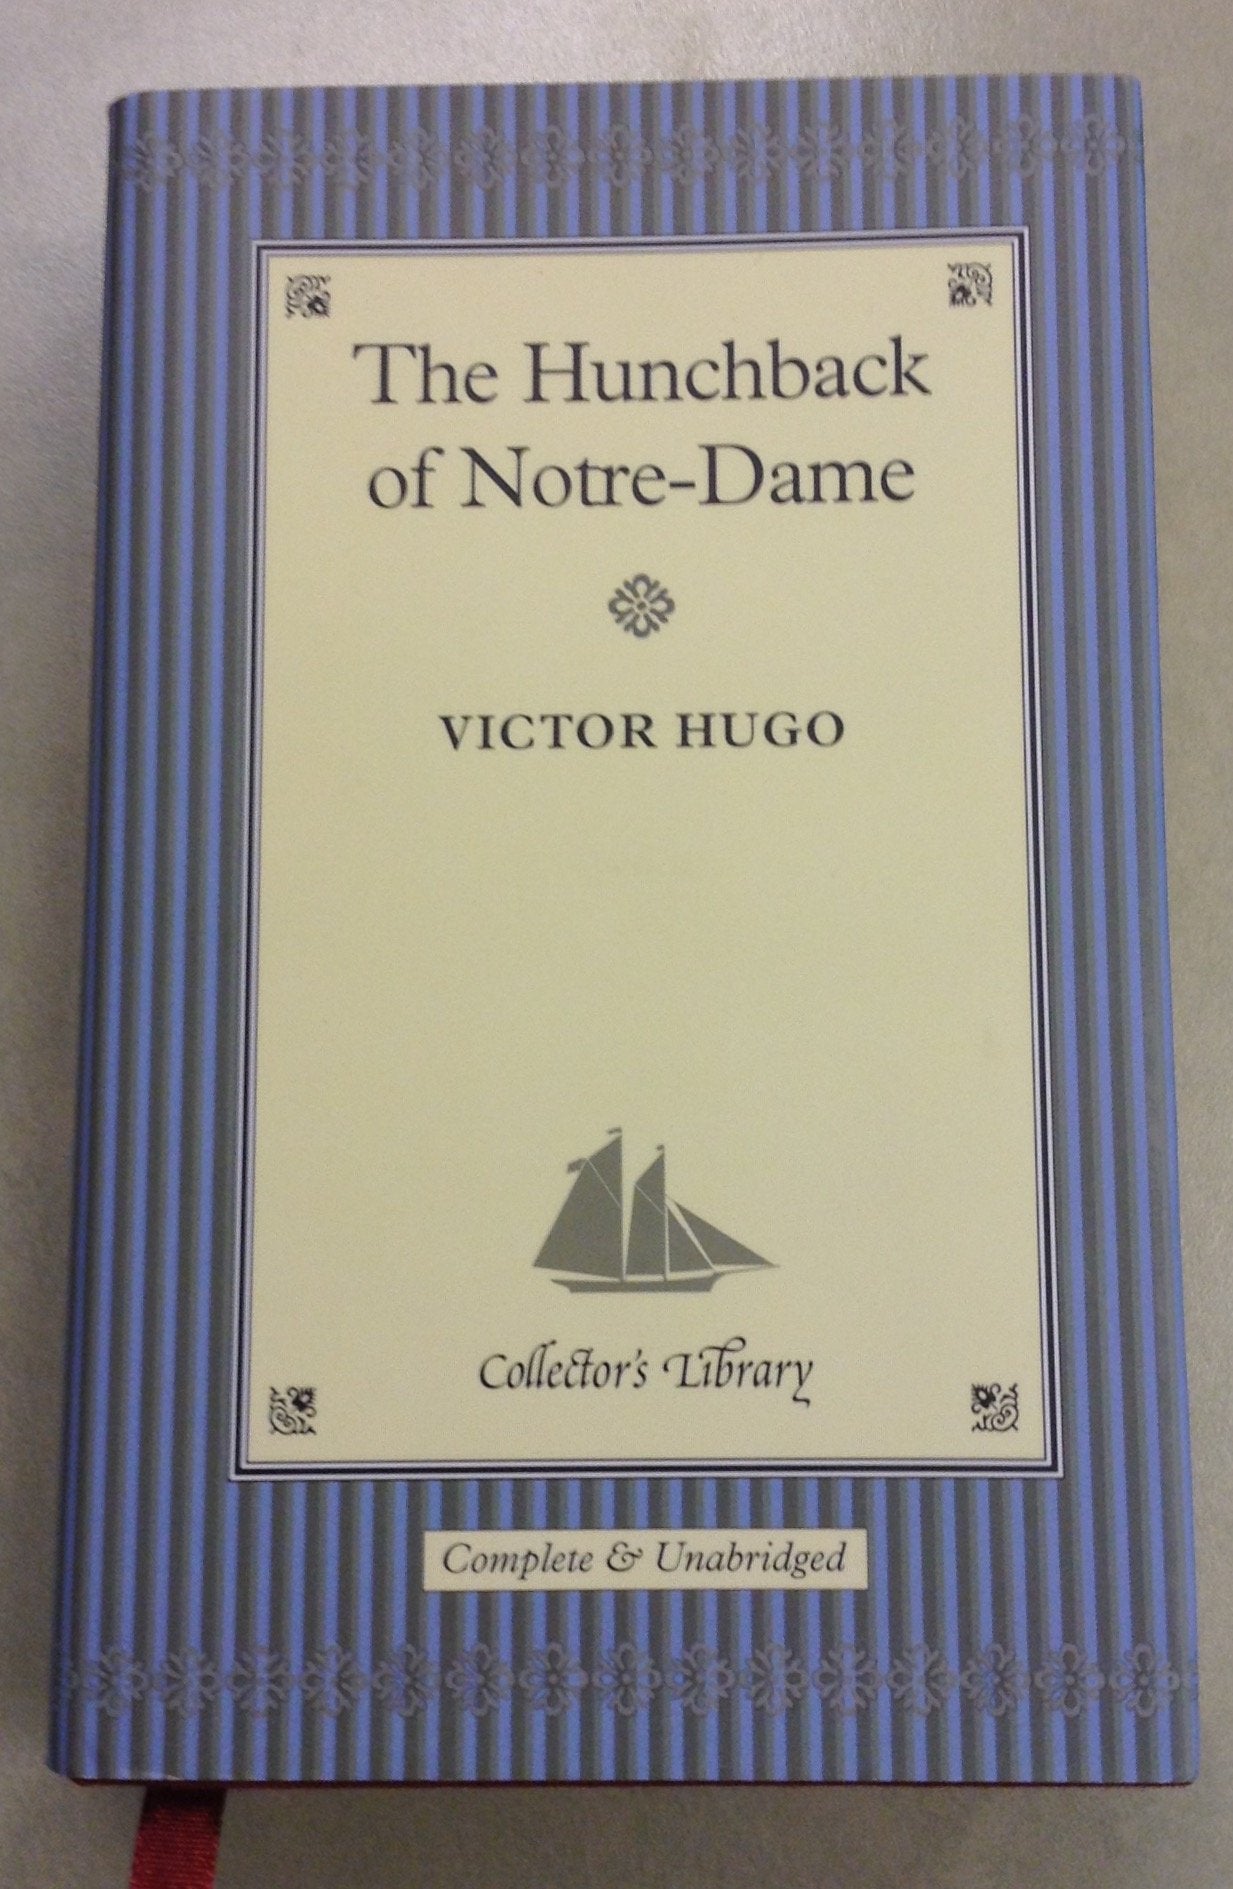 The Hunchback
of Notre-Dame
VICTOR HUGO
Collector's Library
Complete & Unabridged